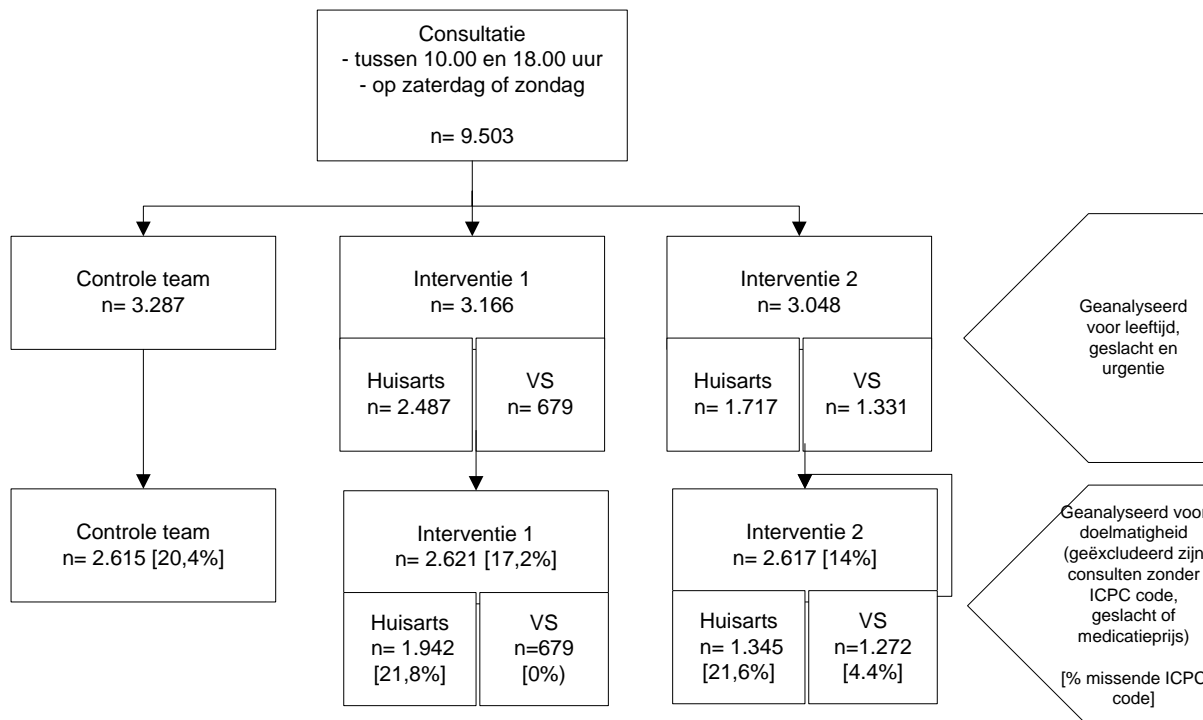 Consultatie
- tussen 10.00 en 18.00 uur
- op zaterdag of zondag
n= 9.503
Controle team
n= 3.287
Interventie 1
n= 3.166
Huisarts
n= 2.487
VS
n= 679
Interventie 2
n= 3.048
Huisarts
n= 1.717
VS
n= 1.331
Geanalyseerd
voor leeftijd,
geslacht en
urgentie
Controle team
n= 2.615 [20,4%]
Interventie 1
n= 2.621 [17,2%]
Huisarts
n= 1.942
[21,8%]
VS
n=679
[0%)
Interventie 2
n= 2.617 [14%]
Huisarts
n= 1.345
[21,6%]
VS
n=1.272
[4.4%]
Geanalyseerd voor
doelmatigheid
(geëxcludeerd zijn
consulten zonder
ICPC code,
geslacht of
medicatieprijs)
[% missende ICPC
code]